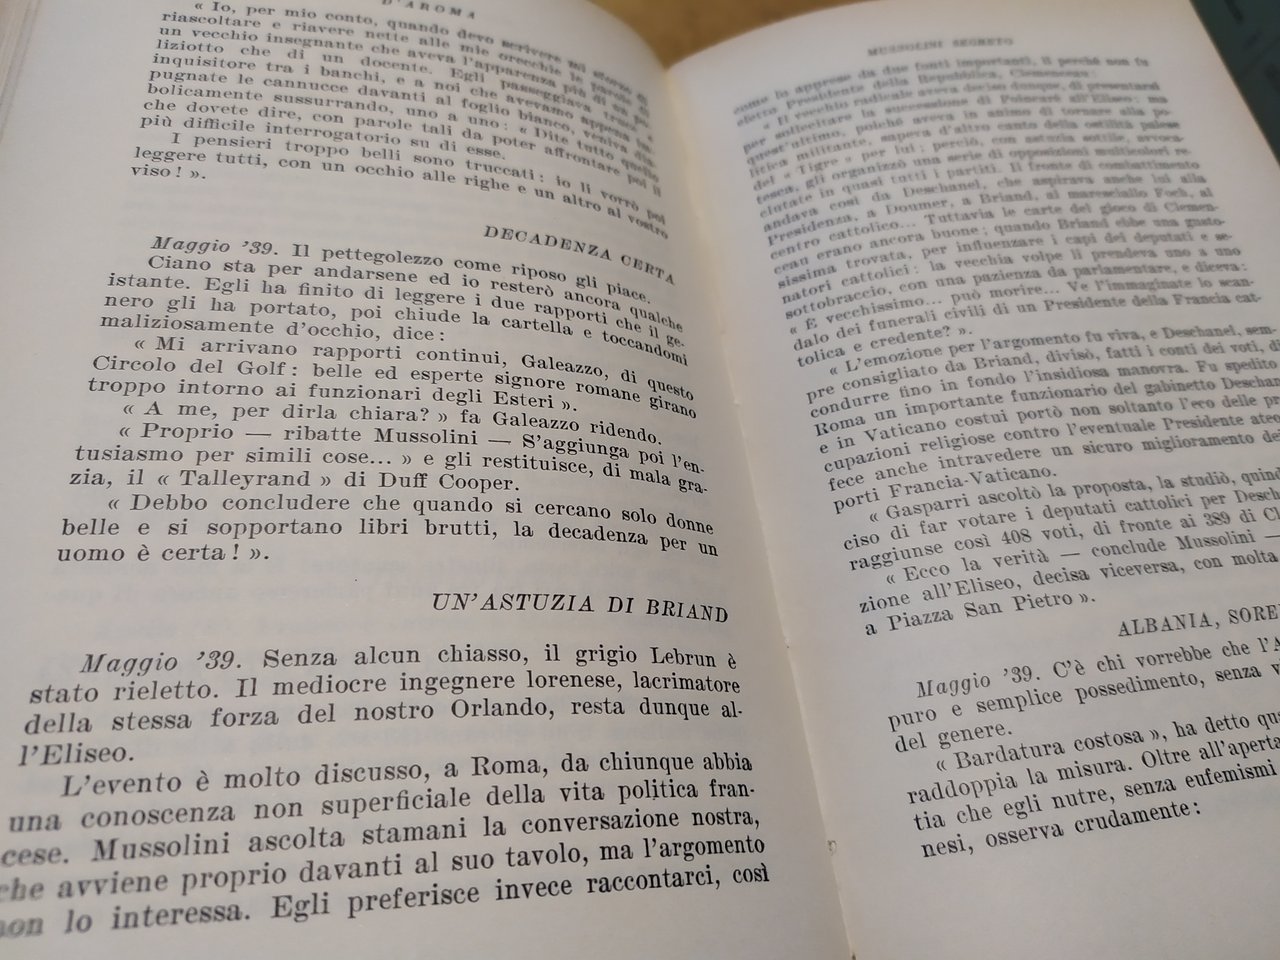 D'AROMA
« Io, per mio conto, quando devo scrivere mi sforzo di
riascoltare e riavere nette alle mie orecchie le parole di
un vecchio insegnante che aveva l'apparenza più di un po-
liziotto che di un docente. Egli passeggiava truce e
inquisitore tra i banchi, e a noi che avevamo appena im-
pugnate le cannucce davanti al foglio bianco, veniva dia-
bolicamente sussurrando, uno a uno: « Dite tutto quello
che dovete dire, con parole tali da poter affrontare poi il
più difficile interrogatorio su di esse.
I pensieri troppo belli sono truccati: io li vorrò poi
leggere tutti, con un occhio alle righe e un altro al vostro
viso! ».
DECADENZA CERTA
Maggio '39. Il pettegolezzo come riposo gli piace.
Ciano sta per andarsene ed io resterò ancora qualche
istante. Egli ha finito di leggere i due rapporti che il ge-
nero gli ha portato, poi chiude la cartella e toccandomi
maliziosamente d'occhio, dice:
« Mi arrivano rapporti continui, Galeazzo, di questo
Circolo del Golf: belle ed esperte signore romane girano
troppo intorno ai funzionari degli Esteri ».
« A me, per dirla chiara? » fa Galeazzo ridendo.
« Proprio — ribatte Mussolini — S'aggiunga poi l'en-
tusiasmo per simili cose... » e gli restituisce, di mala gra-
zia, il « Talleyrand » di Duff Cooper.
« Debbo concludere che quando si cercano solo donne
belle e si sopportano libri brutti, la decadenza per un
uomo è certa! ».
UN'ASTUZIA DI BRIAND
Maggio '39. Senza alcun chiasso, il grigio Lebrun è
stato rieletto. Il mediocre ingegnere lorenese, lacrimatore
della stessa forza del nostro Orlando, resta dunque al-
l'Eliseo.
L'evento è molto discusso, a Roma, da chiunque abbia
una conoscenza non superficiale della vita politica fran-
cese. Mussolini ascolta stamani la conversazione nostra,
che avviene proprio davanti al suo tavolo, ma l'argomento
non lo interessa. Egli preferisce invece raccontarci, così
MUSSOLINI SEGRETO
come lo apprese da due fonti importanti, il perché non fu
eletto Presidente della Repubblica, Clemenceau:
« Il vecchio radicale aveva deciso dunque, di presentarsi
per sollecitare la successione di Poincaré all'Eliseo; ma
quest'ultimo, poiché aveva in animo di tornare alla po-
litica militante, sapeva d'altro canto della ostilità palese
del « Tigre » per lui; perciò, con astuzia sottile, avvoca-
tesca, gli organizzò una serie di opposizioni multicolori re-
clutate in quasi tutti i partiti. Il fronte di combattimento
andava così da Deschanel, che aspirava anche lui alla
Presidenza, a Doumer, a Briand, al maresciallo Foch, al
centro cattolico... Tuttavia le carte del gioco di Clemen-
ceau erano ancora buone; quando Briand ebbe una gusto-
sissima trovata, per influenzare i capi dei deputati e se-
natori cattolici: la vecchia volpe li prendeva uno a uno
sottobraccio, con una pazienza da parlamentare, e diceva:
« È vecchissimo... può morire... Ve l'immaginate lo scan-
dalo dei funerali civili di un Presidente della Francia cat-
tolica e credente? ».
« L'emozione per l'argomento fu viva, e Deschanel, sem-
pre consigliato da Briand, divisò, fatti i conti dei voti, di
condurre fino in fondo l'insidiosa manovra. Fu spedito
Roma un importante funzionario del gabinetto Deschan
e in Vaticano costui portò non soltanto l'eco delle pr
cupazioni religiose contro l'eventuale Presidente ate
fece anche intravedere un sicuro miglioramento dei
porti Francia-Vaticano.
« Gasparri ascoltò la proposta, la studiò, quind
ciso di far votare i deputati cattolici per Desch
raggiunse così 408 voti, di fronte ai 389 di Cl
« Ecco la verità — conclude Mussolini —
zione all'Eliseo, decisa viceversa, con molta
a Piazza San Pietro ».
ALBANIA, SORE
Maggio '39. C'è chi vorrebbe che l'A
puro e semplice possedimento, senza v
del genere.
« Bardatura costosa », ha detto qu
raddoppia la misura. Oltre all'aperta
tia che egli nutre, senza eufemismi
nesi, osserva crudamente: